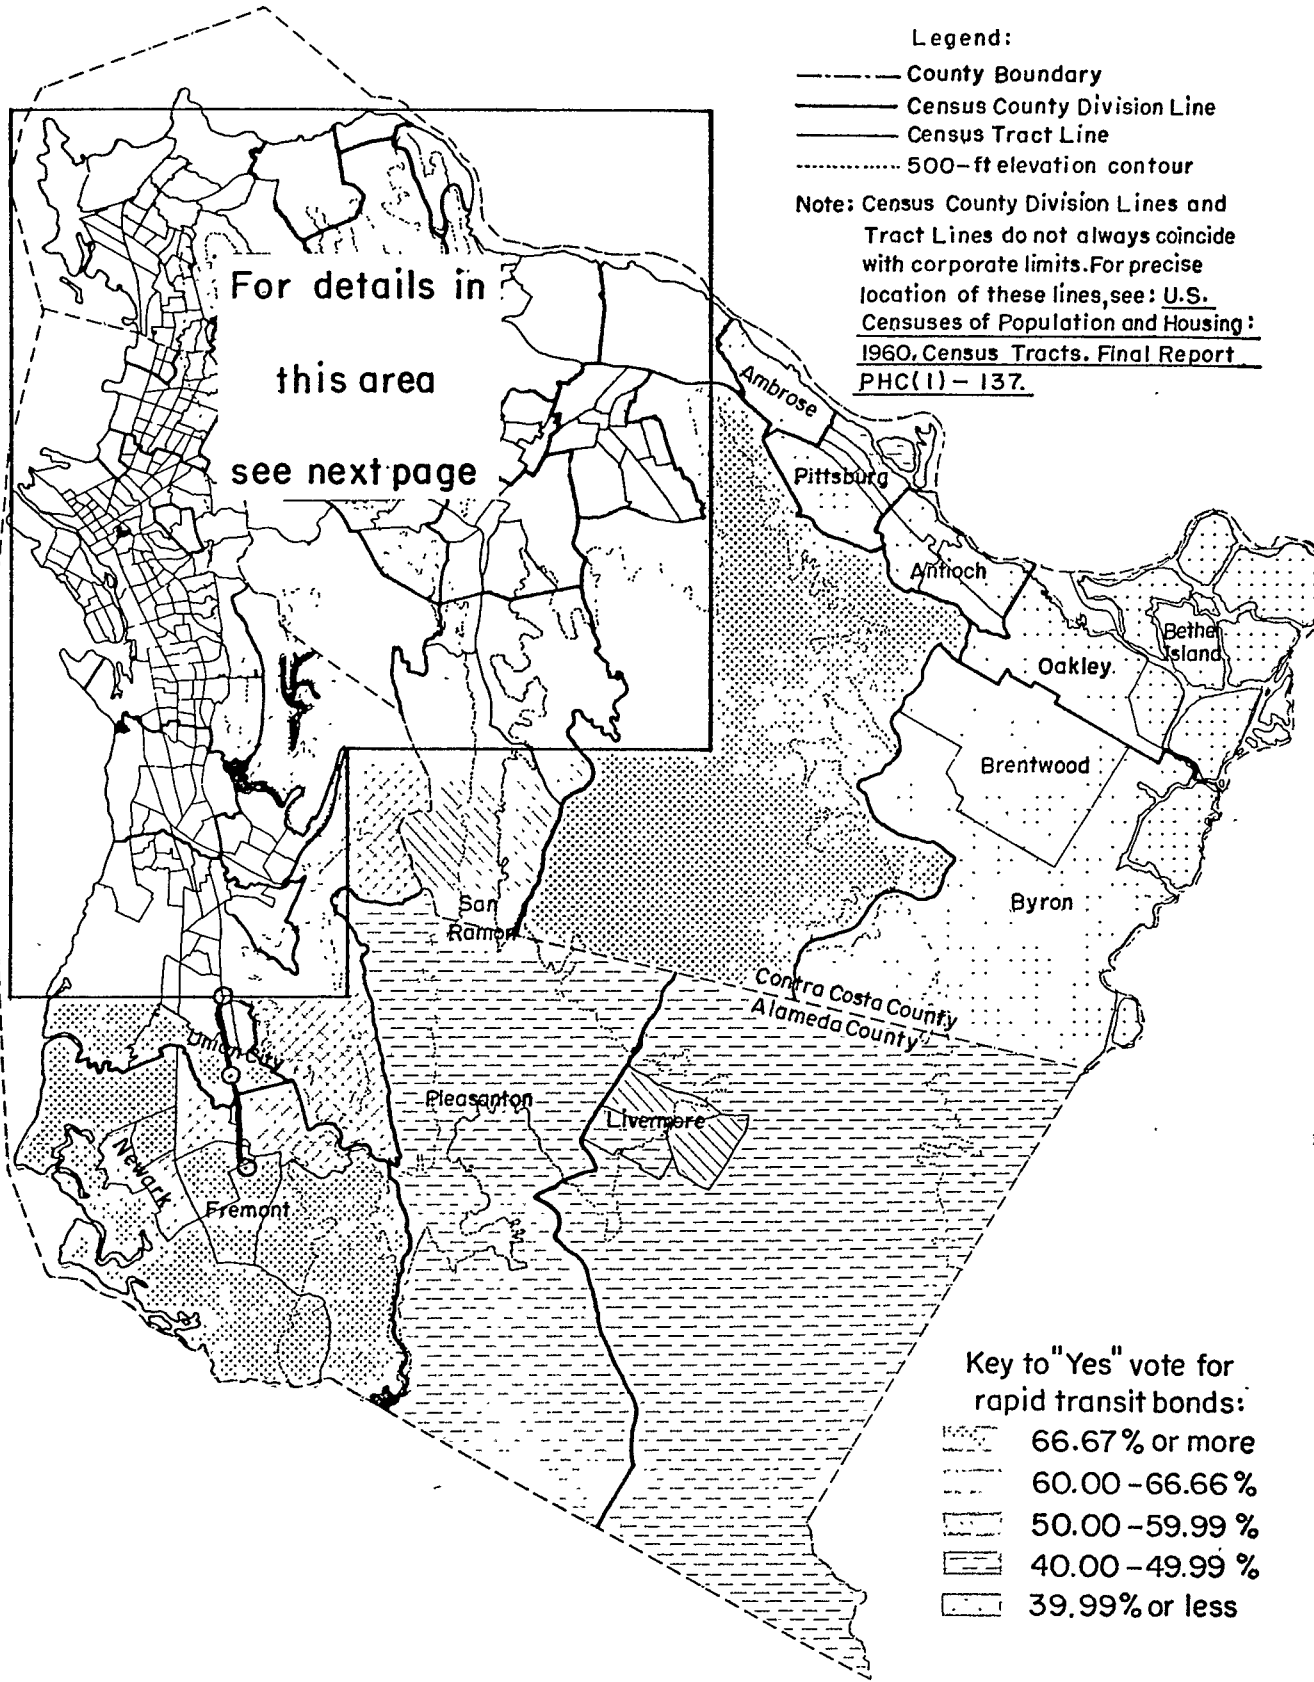 Legend:
County Boundary
Census County Division Line
Census Tract Line
500-ft elevation contour
Note: Census County Division Lines and
Tract Lines do not always coincide
with corporate limits. For precise
location of these lines, see: U.S.
Censuses of Population and Housing:
1960. Census Tracts. Final Report
PHC(1) - 137.
For details in
this area
see next page
Ambrose
Pittsburg
Antioch
Bethel
Island
Oakley
Brentwood
Byron
San
Ramon
Contra Costa County
Alameda County
Union City
Pleasanton
Livermore
Newark
Fremont
Key to "Yes" vote for
rapid transit bonds:
66.67% or more
60.00-66.66 %
50.00-59.99 %
40.00-49.99 %
39.99% or less